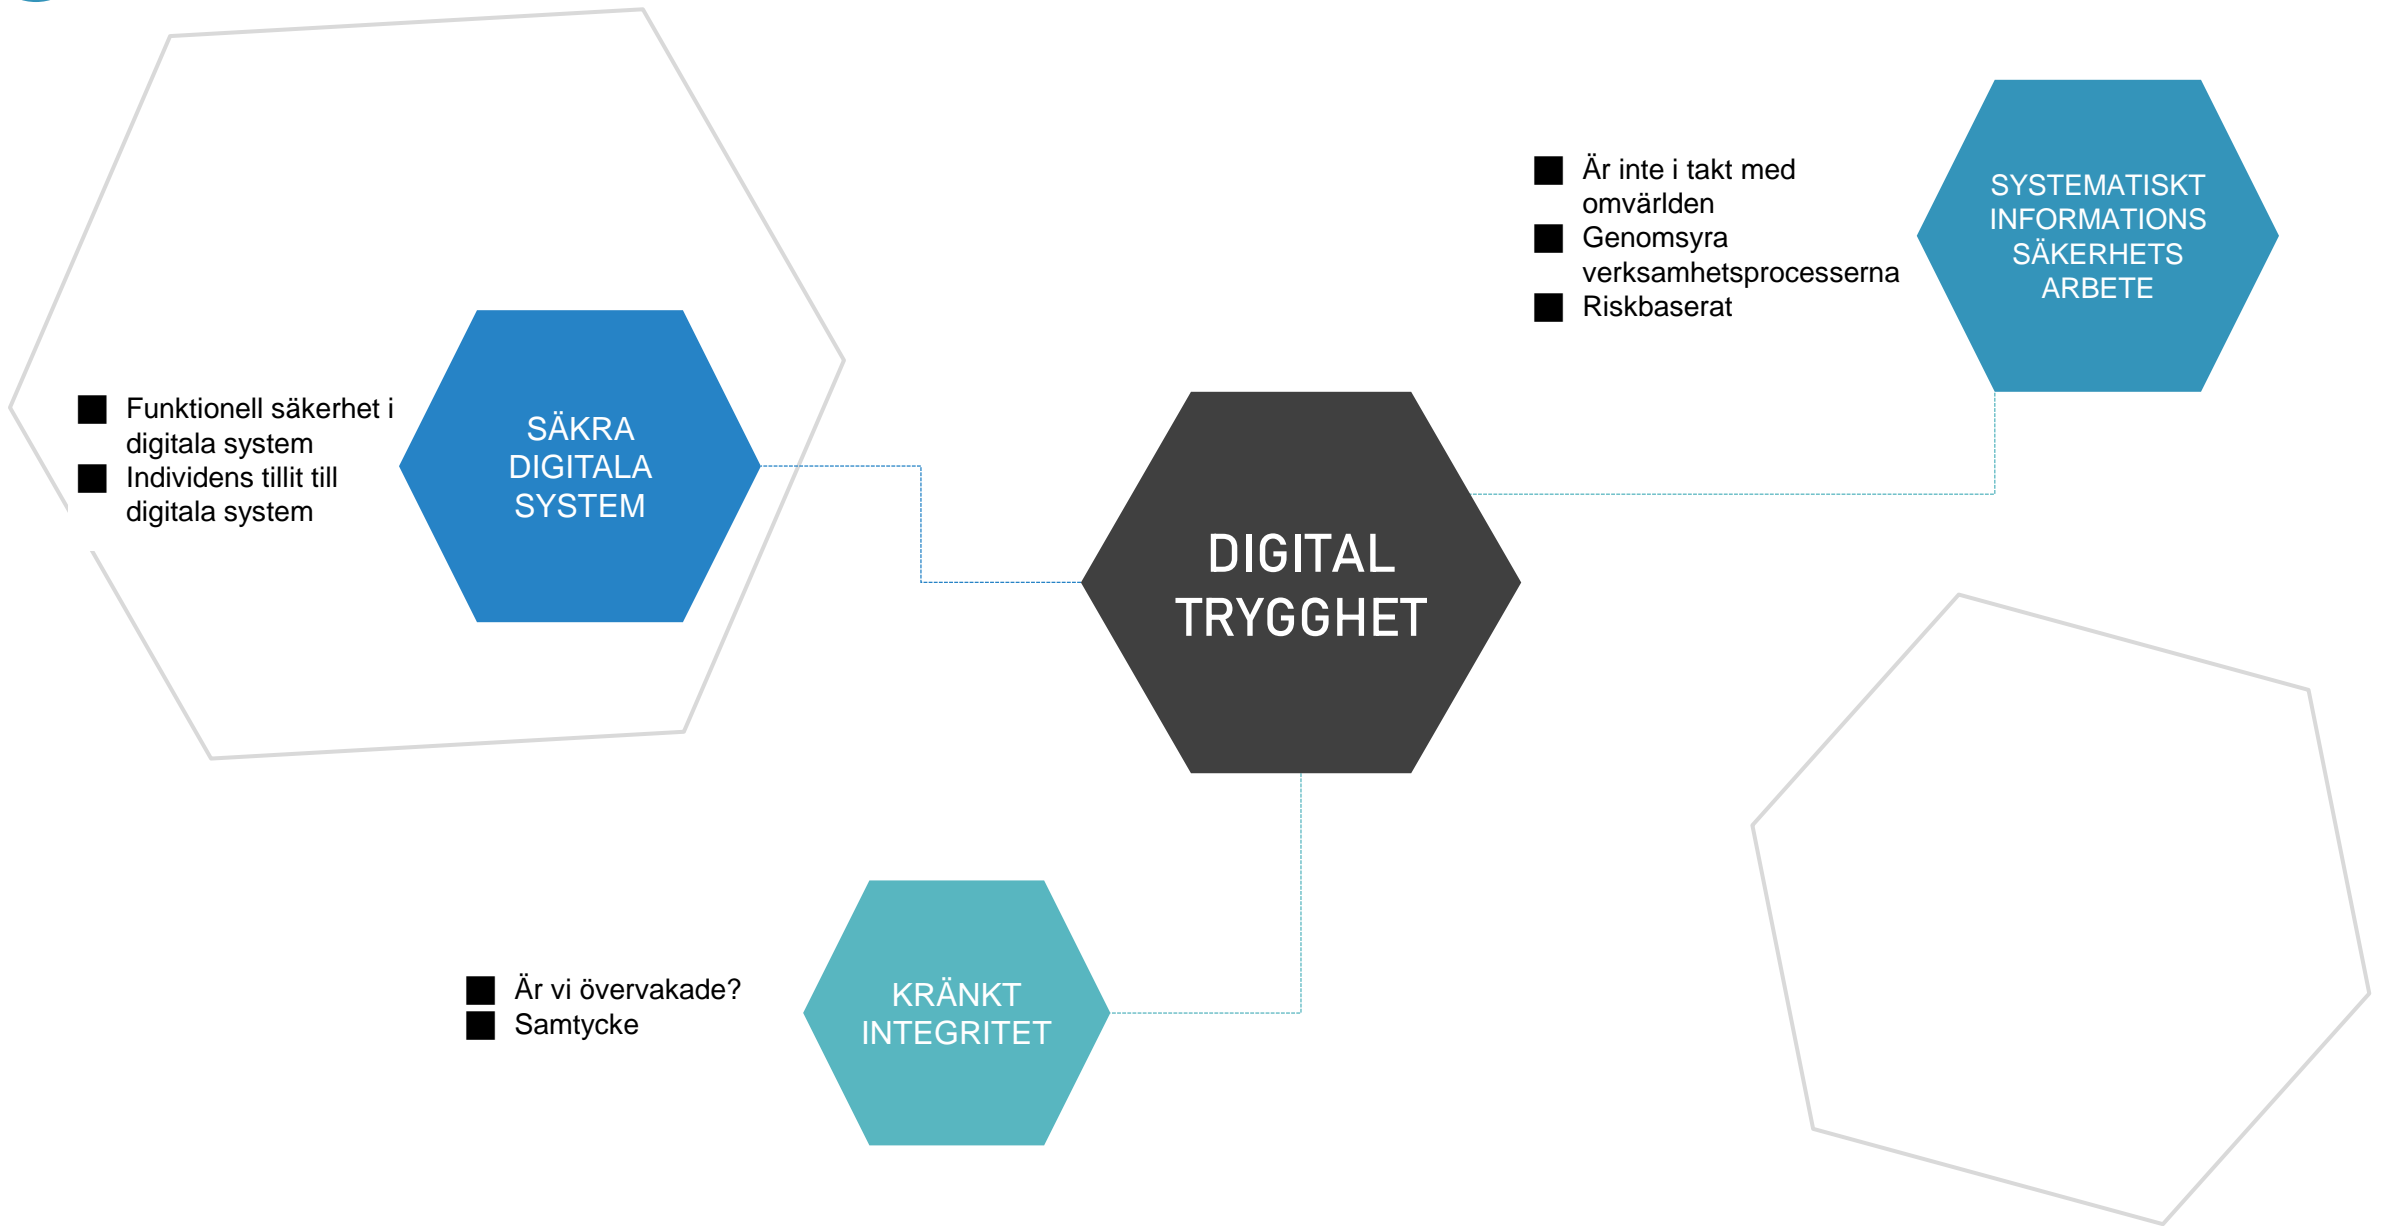 Är inte i takt med
omvärlden
Genomsyra
verksamhetsprocesserna
Riskbaserat
SYSTEMATISKT
INFORMATIONS
SÄKERHETS
ARBETE
Funktionell säkerhet i
digitala system
Individens tillit till
digitala system
SÄKRA
DIGITALA
SYSTEM
DIGITAL
TRYGGHET
Är vi övervakade?
Samtycke
KRÄNKT
INTEGRITET